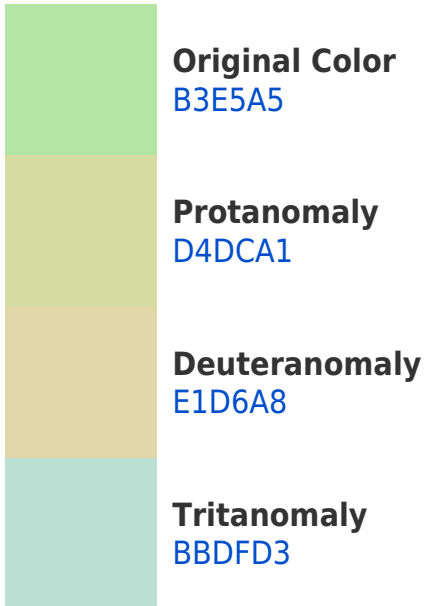 Original Color
B3E5A5
Protanomaly
D4DCA1
Deuteranomaly
E1D6A8
Tritanomaly
BBDFD3